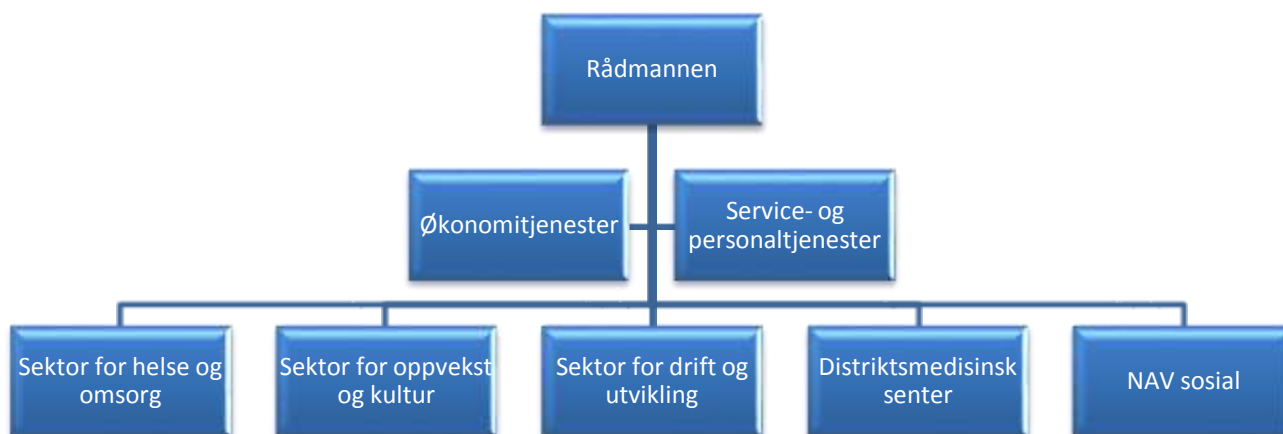 Rådmannen
Økonomitjenester
Service- og
personaltjenester
Sektor for helse og
omsorg
Sektor for oppvekst
og kultur
Sektor for drift og
utvikling
Distriktsmedisinsk
senter
NAV sosial